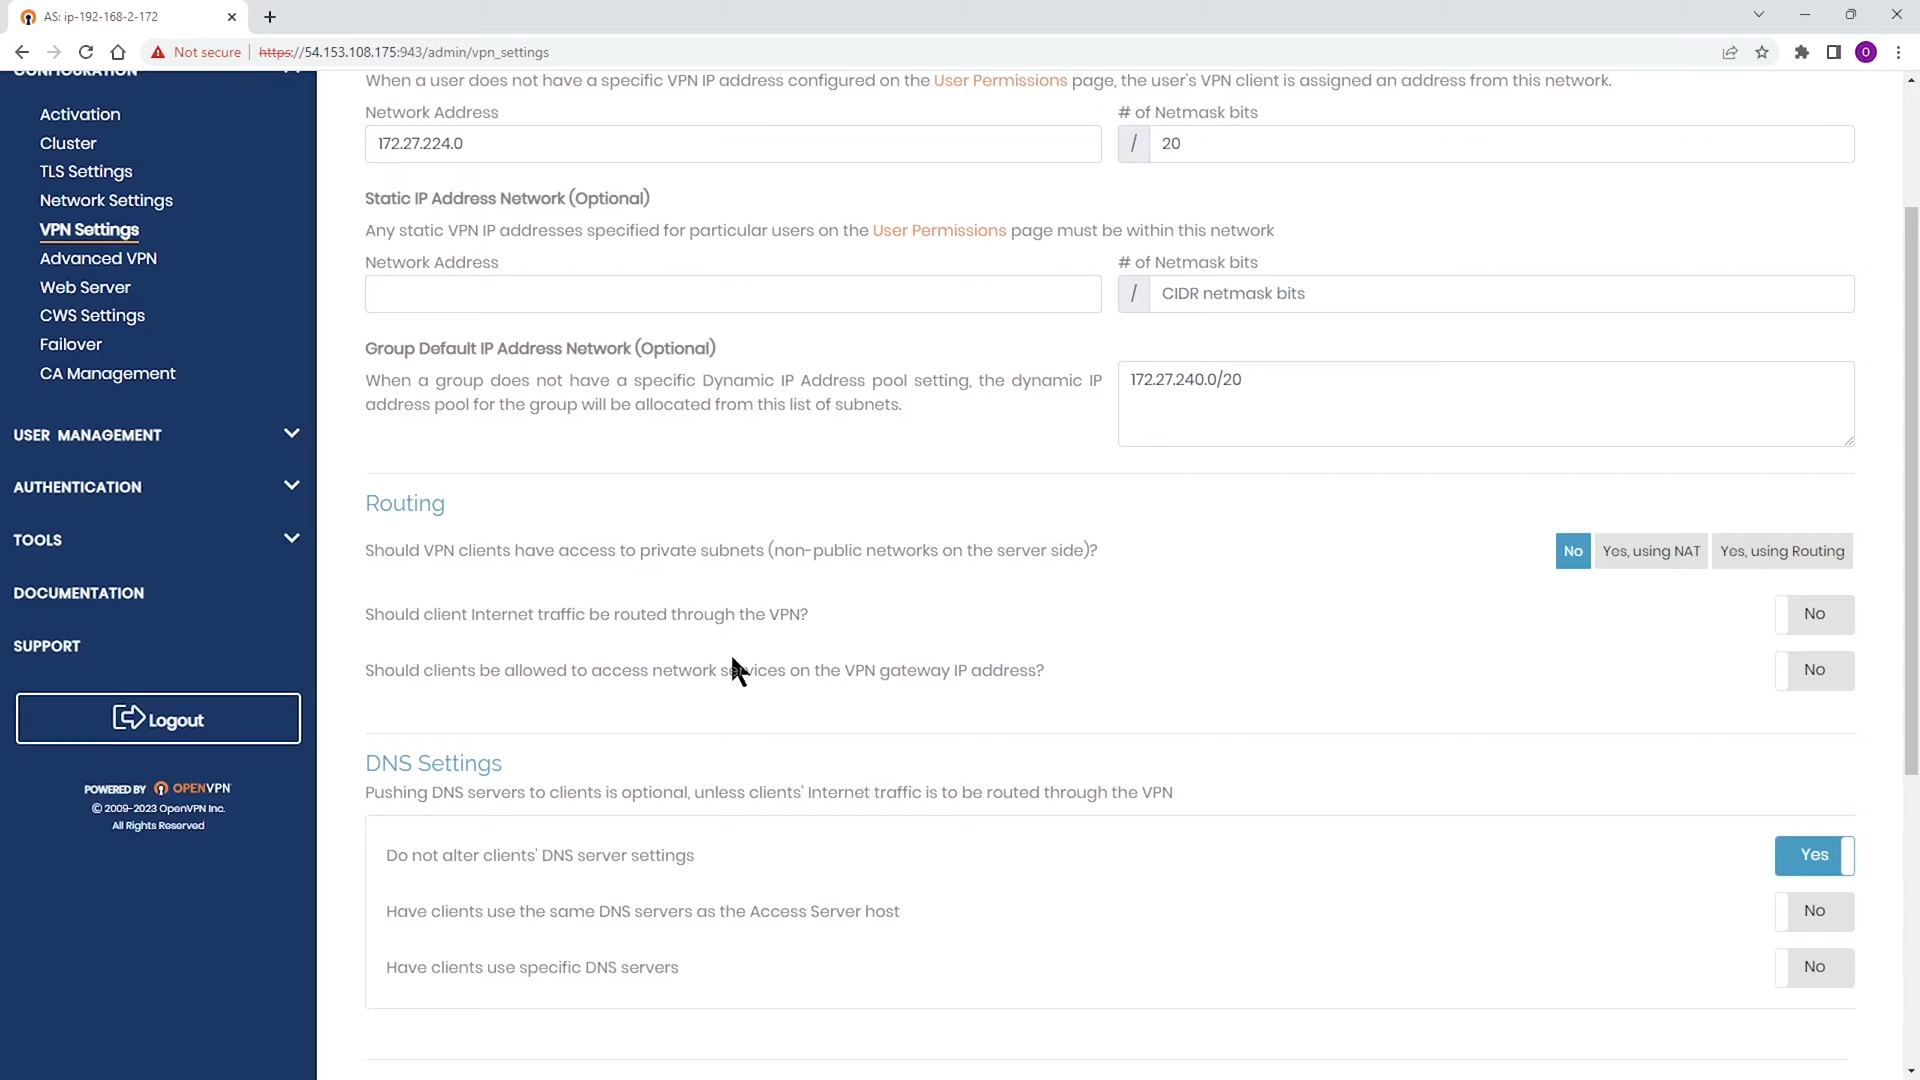 AS: ip-192-168-2-172
Not secure
https://54.153.108.175:943/admin/vpn_settings
O
CONFIGURATION
Activation
Cluster
TLS Settings
Network Settings
VPN Settings
Advanced VPN
Web Server
CWS Settings
Failover
CA Management
USER MANAGEMENT
AUTHENTICATION
TOOLS
DOCUMENTATION
SUPPORT
Logout
POWERED BY OPENVPN
© 2009-2023 OpenVPN Inc.
All Rights Reserved
When a user does not have a specific VPN IP address configured on the User Permissions page, the user's VPN client is assigned an address from this network.
Network Address
# of Netmask bits
172.27.224.0
/ 20
Static IP Address Network (Optional)
Any static VPN IP addresses specified for particular users on the User Permissions page must be within this network
Network Address
# of Netmask bits
/ CIDR netmask bits
Group Default IP Address Network (Optional)
When a group does not have a specific Dynamic IP Address pool setting, the dynamic IP
address pool for the group will be allocated from this list of subnets.
172.27.240.0/20
Routing
Should VPN clients have access to private subnets (non-public networks on the server side)?
No
Yes, using NAT
Yes, using Routing
Should client Internet traffic be routed through the VPN?
No
Should clients be allowed to access network services on the VPN gateway IP address?
No
DNS Settings
Pushing DNS servers to clients is optional, unless clients' Internet traffic is to be routed through the VPN
Do not alter clients' DNS server settings
Yes
Have clients use the same DNS servers as the Access Server host
No
Have clients use specific DNS servers
No